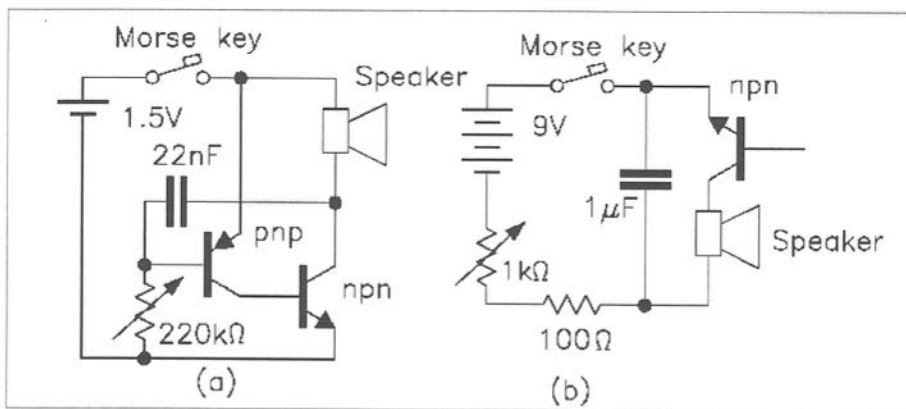 Morse key
Speaker
1.5V
22nF
pnp
npn
220kΩ
(a)
Morse key
npn
9V
1μF
Speaker
1kΩ
100Ω
(b)